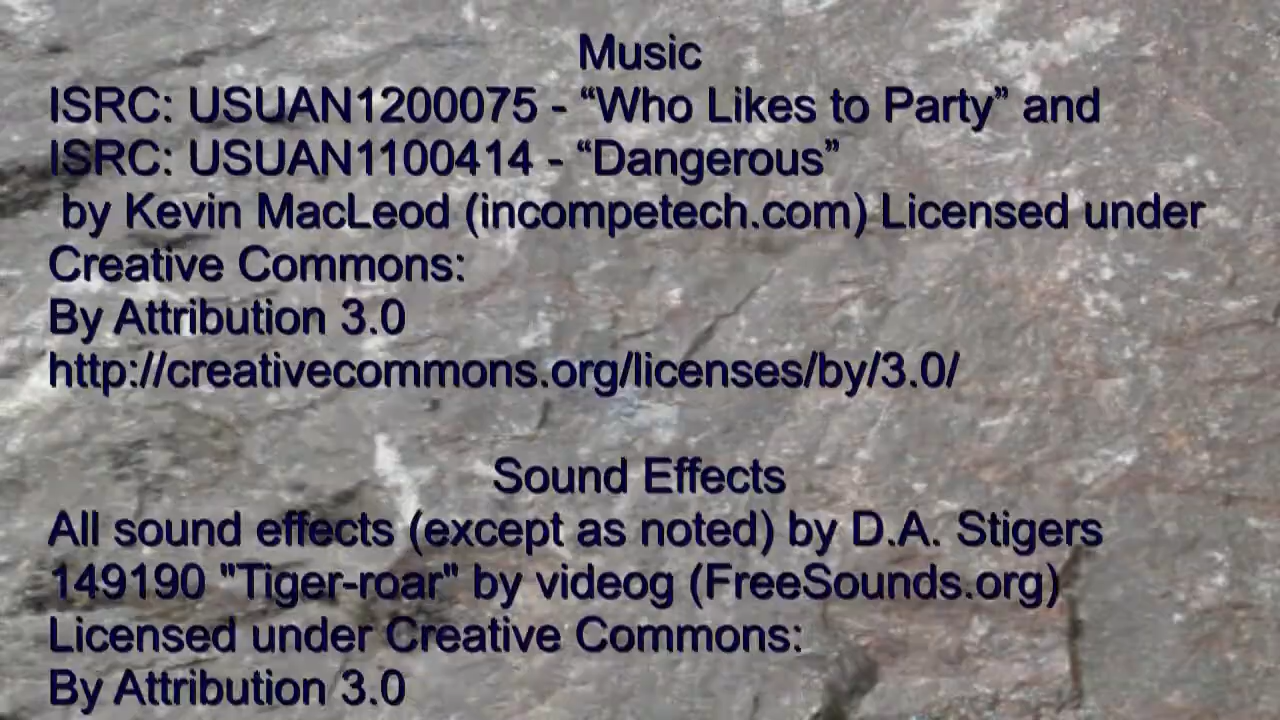 Music
ISRC: USUAN1200075 - “Who Likes to Party” and
ISRC: USUAN1100414 - “Dangerous”
by Kevin MacLeod (incompetech.com) Licensed under
Creative Commons:
By Attribution 3.0
http://creativecommons.org/licenses/by/3.0/
Sound Effects
All sound effects (except as noted) by D.A. Stigers
149190 "Tiger-roar" by videog (FreeSounds.org)
Licensed under Creative Commons:
By Attribution 3.0